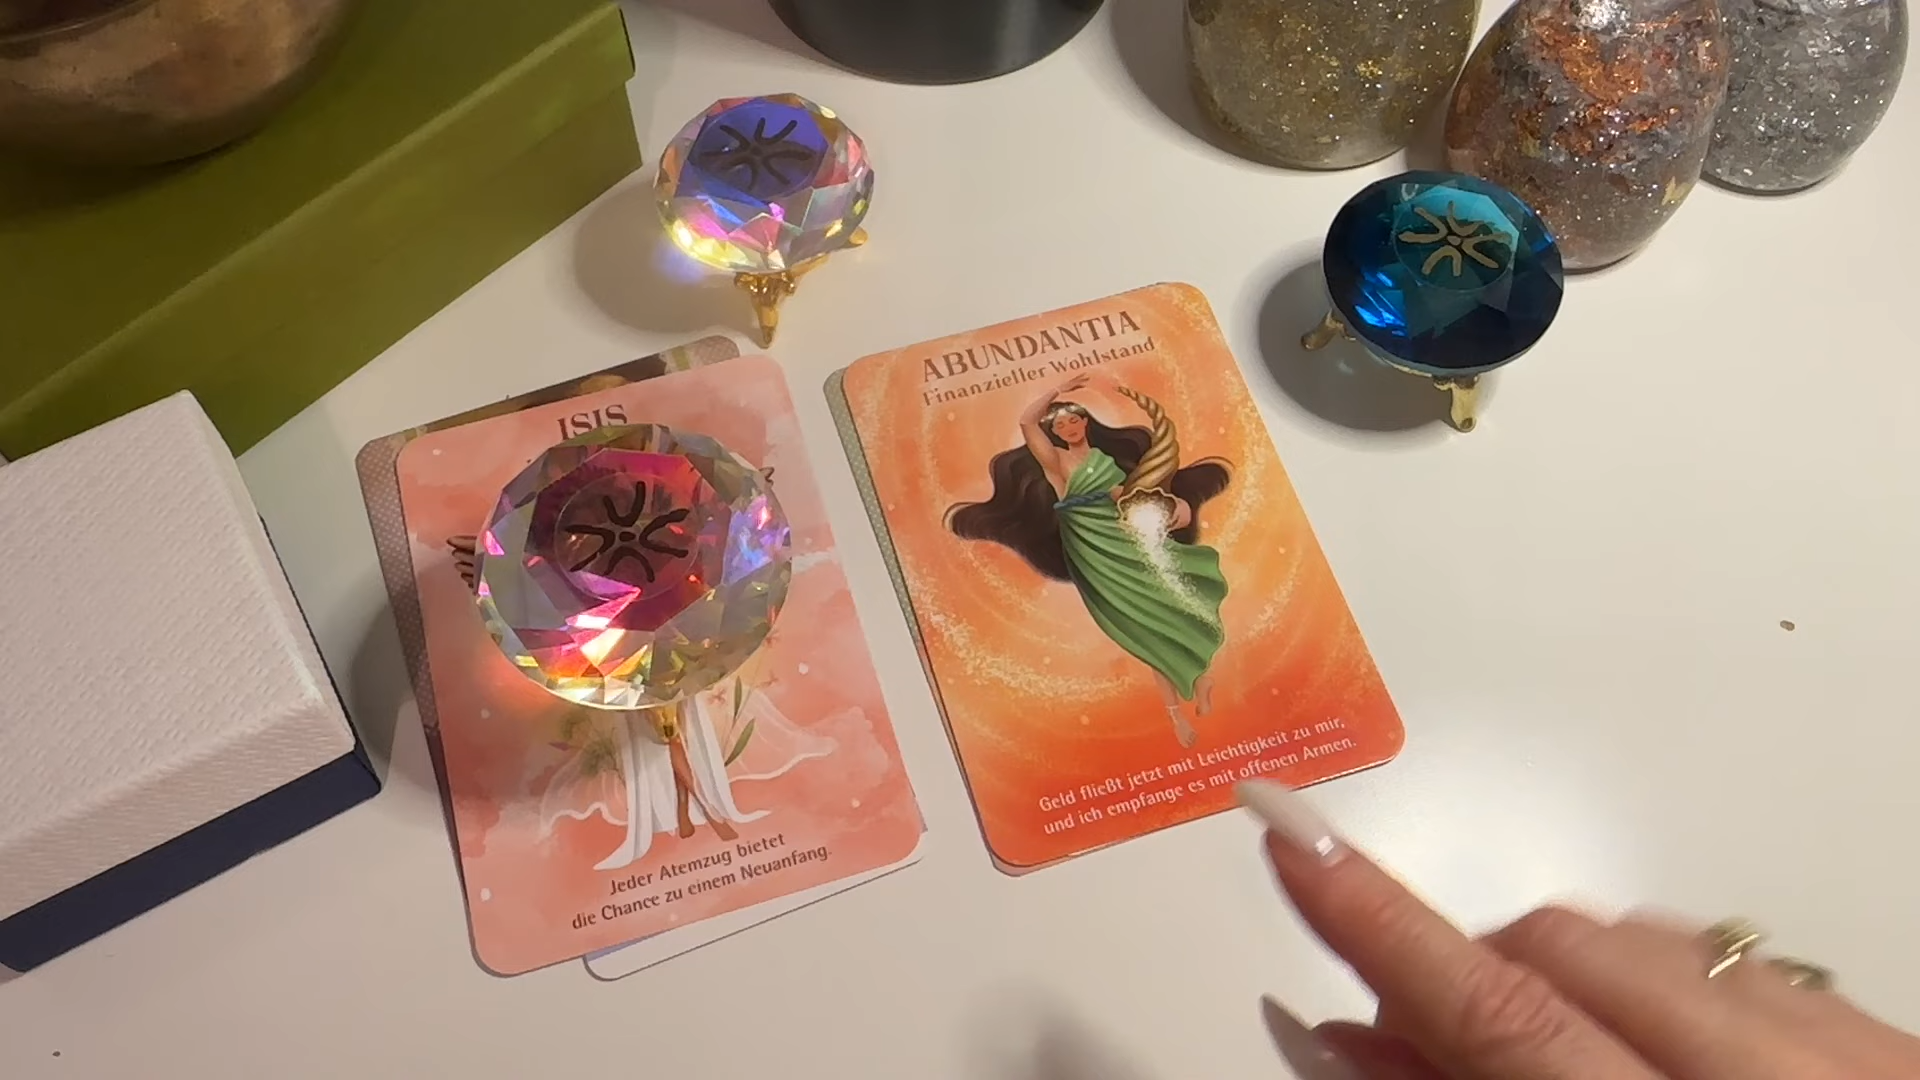 ISIS
Jeder Atemzug bietet
die Chance zu einem Neuanfang.
ABUNDANTIA
Finanzieller Wohlstand
Geld fließt jetzt mit Leichtigkeit zu mir,
und ich empfange es mit offenen Armen.